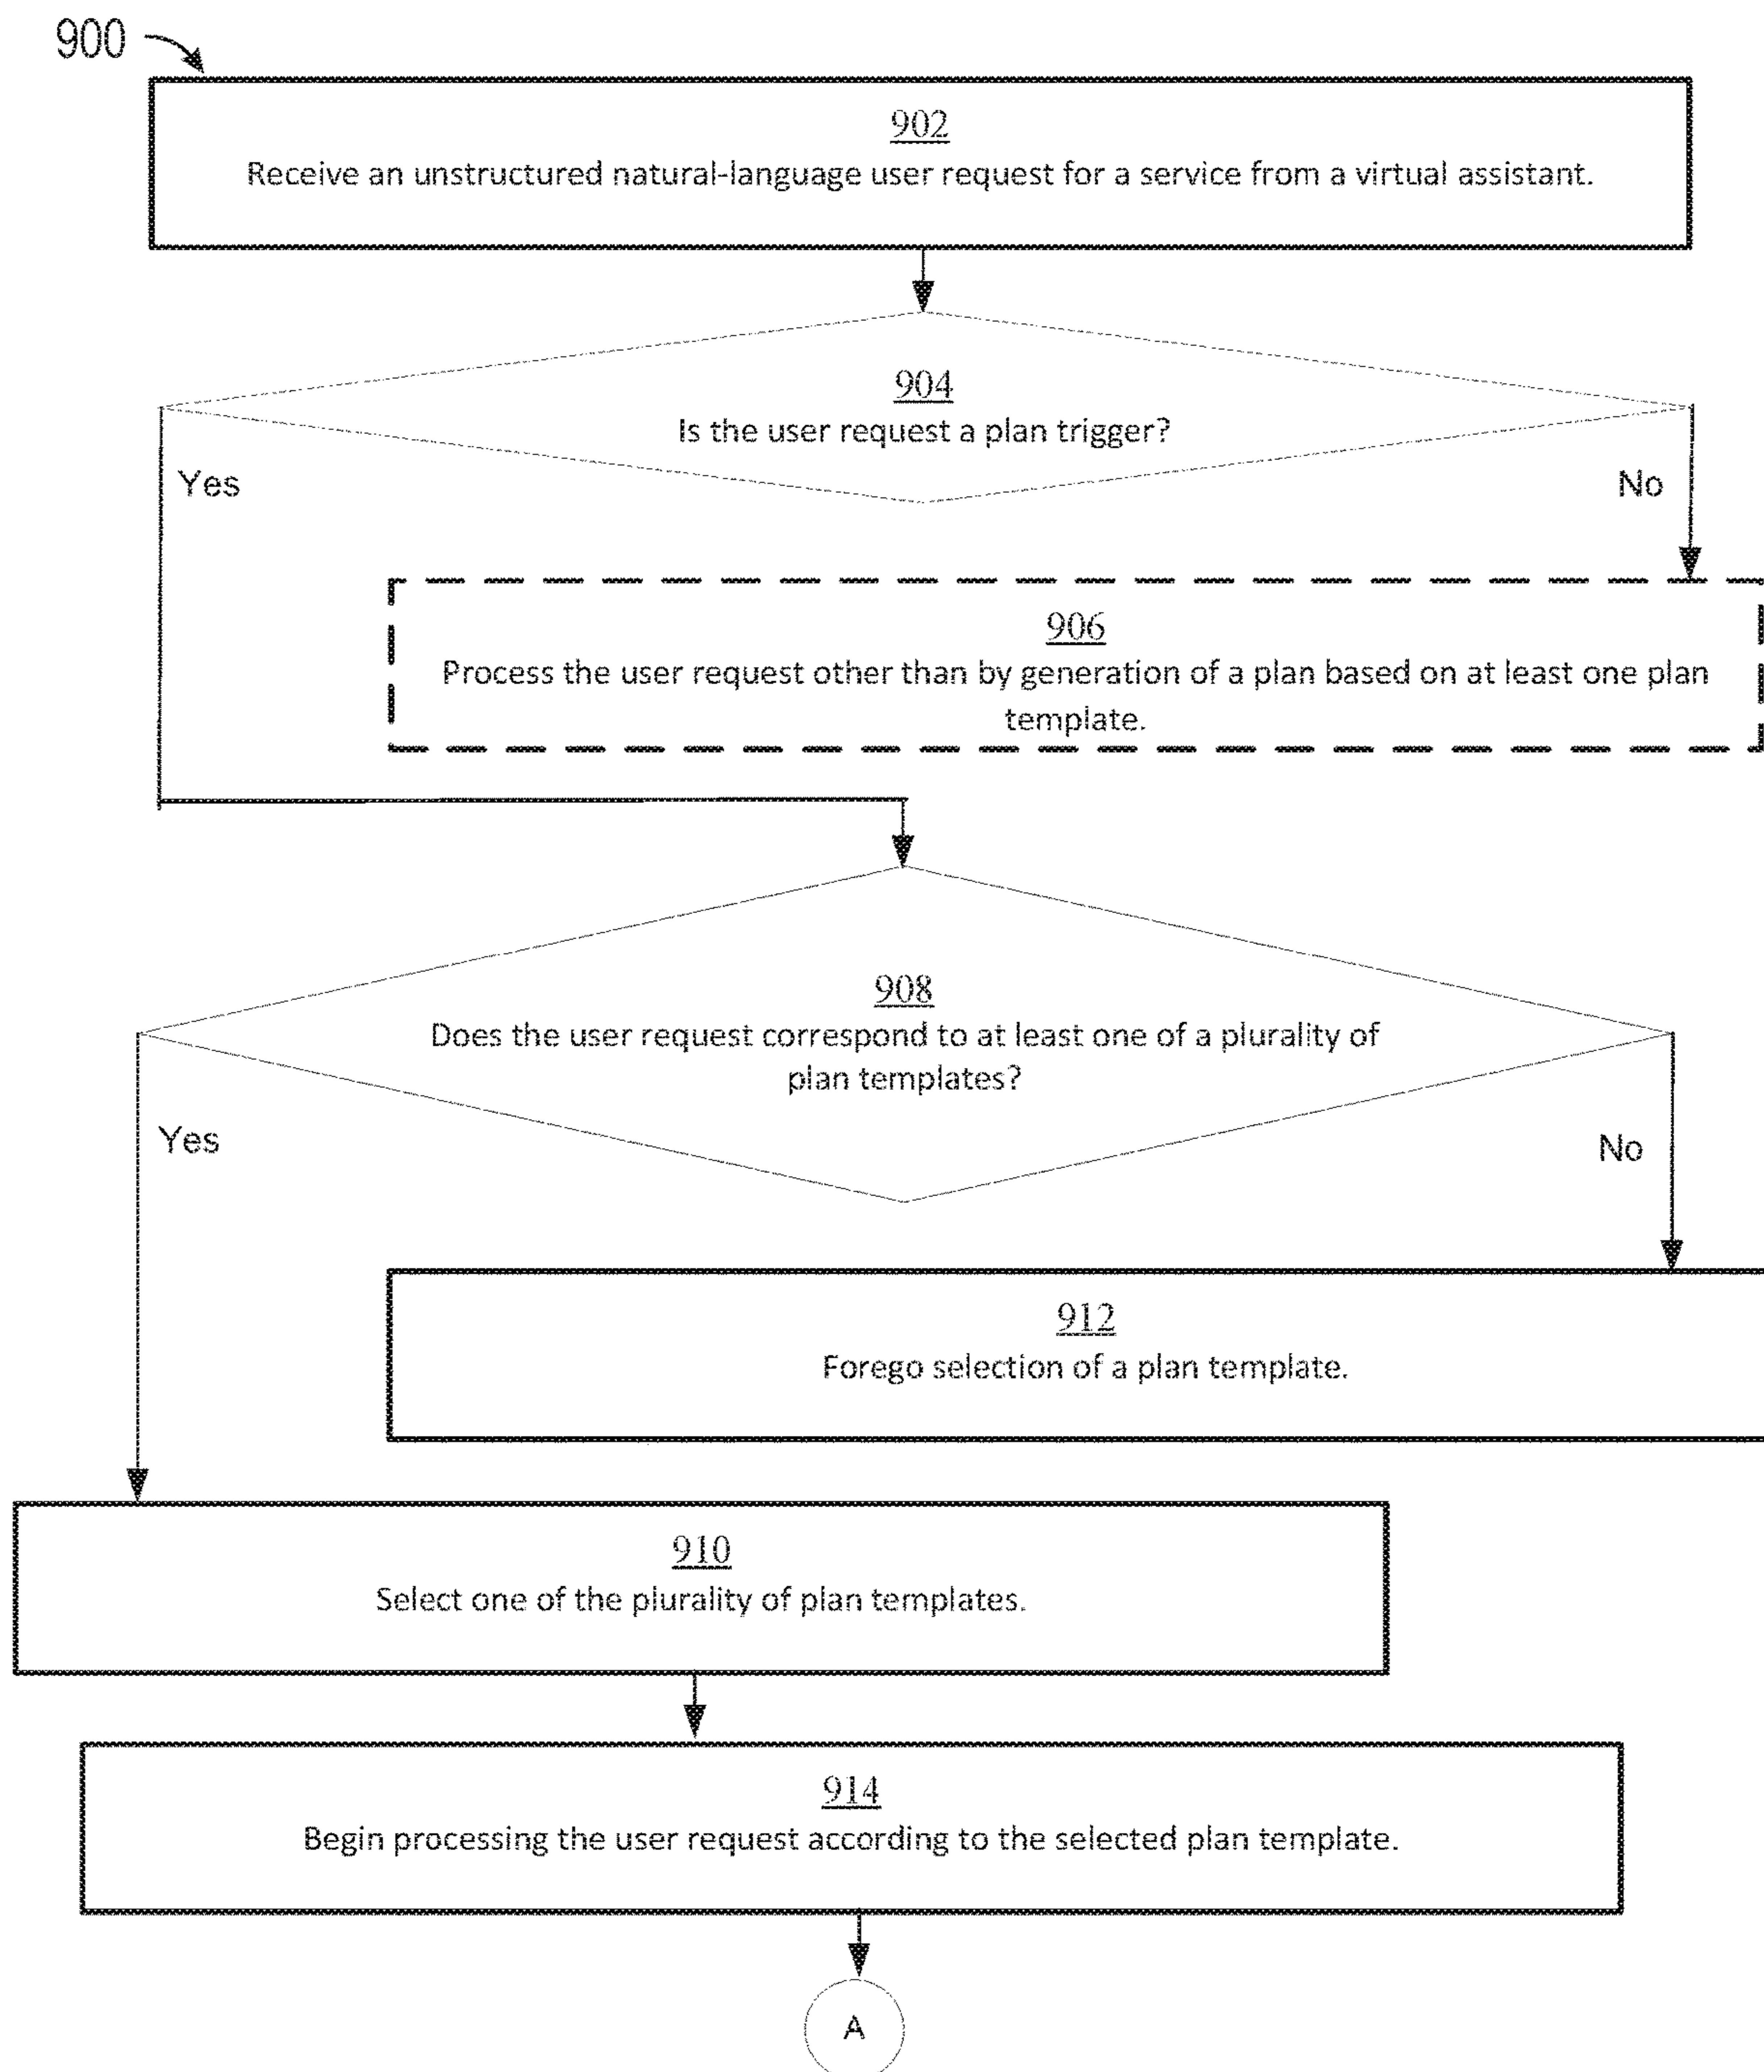 900
902
Receive an unstructured natural-language user request for a service from a virtual assistant.
904
Is the user request a plan trigger?
Yes
No
906
Process the user request other than by generation of a plan based on at least one plan
template.
908
Does the user request correspond to at least one of a plurality of
plan templates?
Yes
No
912
Forego selection of a plan template.
910
Select one of the plurality of plan templates.
914
Begin processing the user request according to the selected plan template.
A